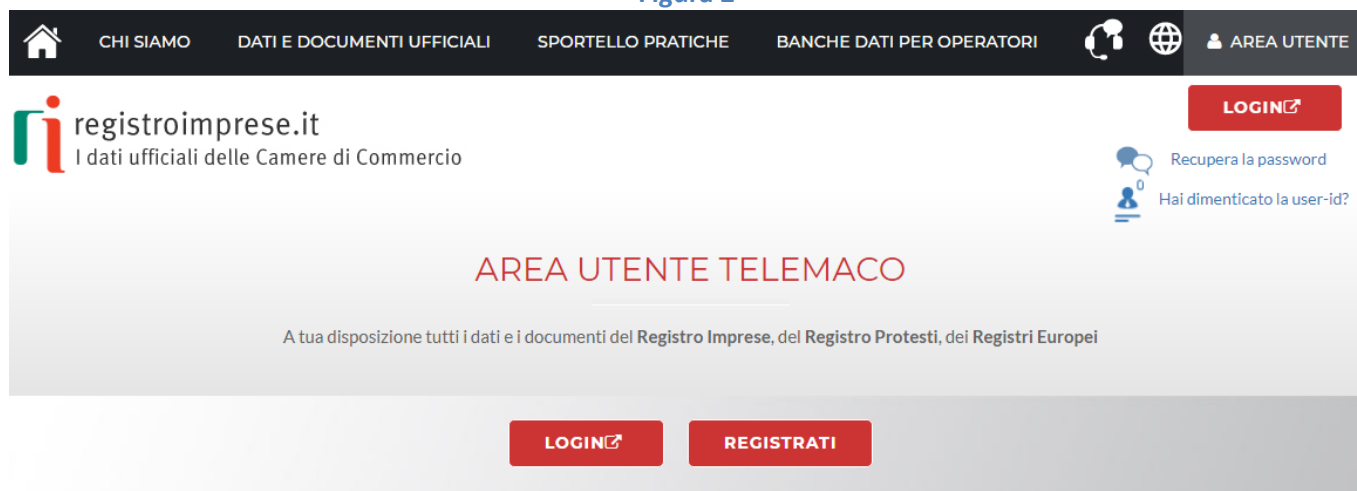 CHI SIAMO DATI E DOCUMENTI UFFICIALI SPORTELLO PRATICHE BANCHE DATI PER OPERATORI AREA UTENTE
LOGIN
registroimprese.it
I dati ufficiali delle Camere di Commercio
Recupera la password
0
Hai dimenticato la user-id?
AREA UTENTE TELEMACO
A tua disposizione tutti i dati e i documenti del Registro Imprese, del Registro Protesti, dei Registri Europei
LOGIN REGISTRATI